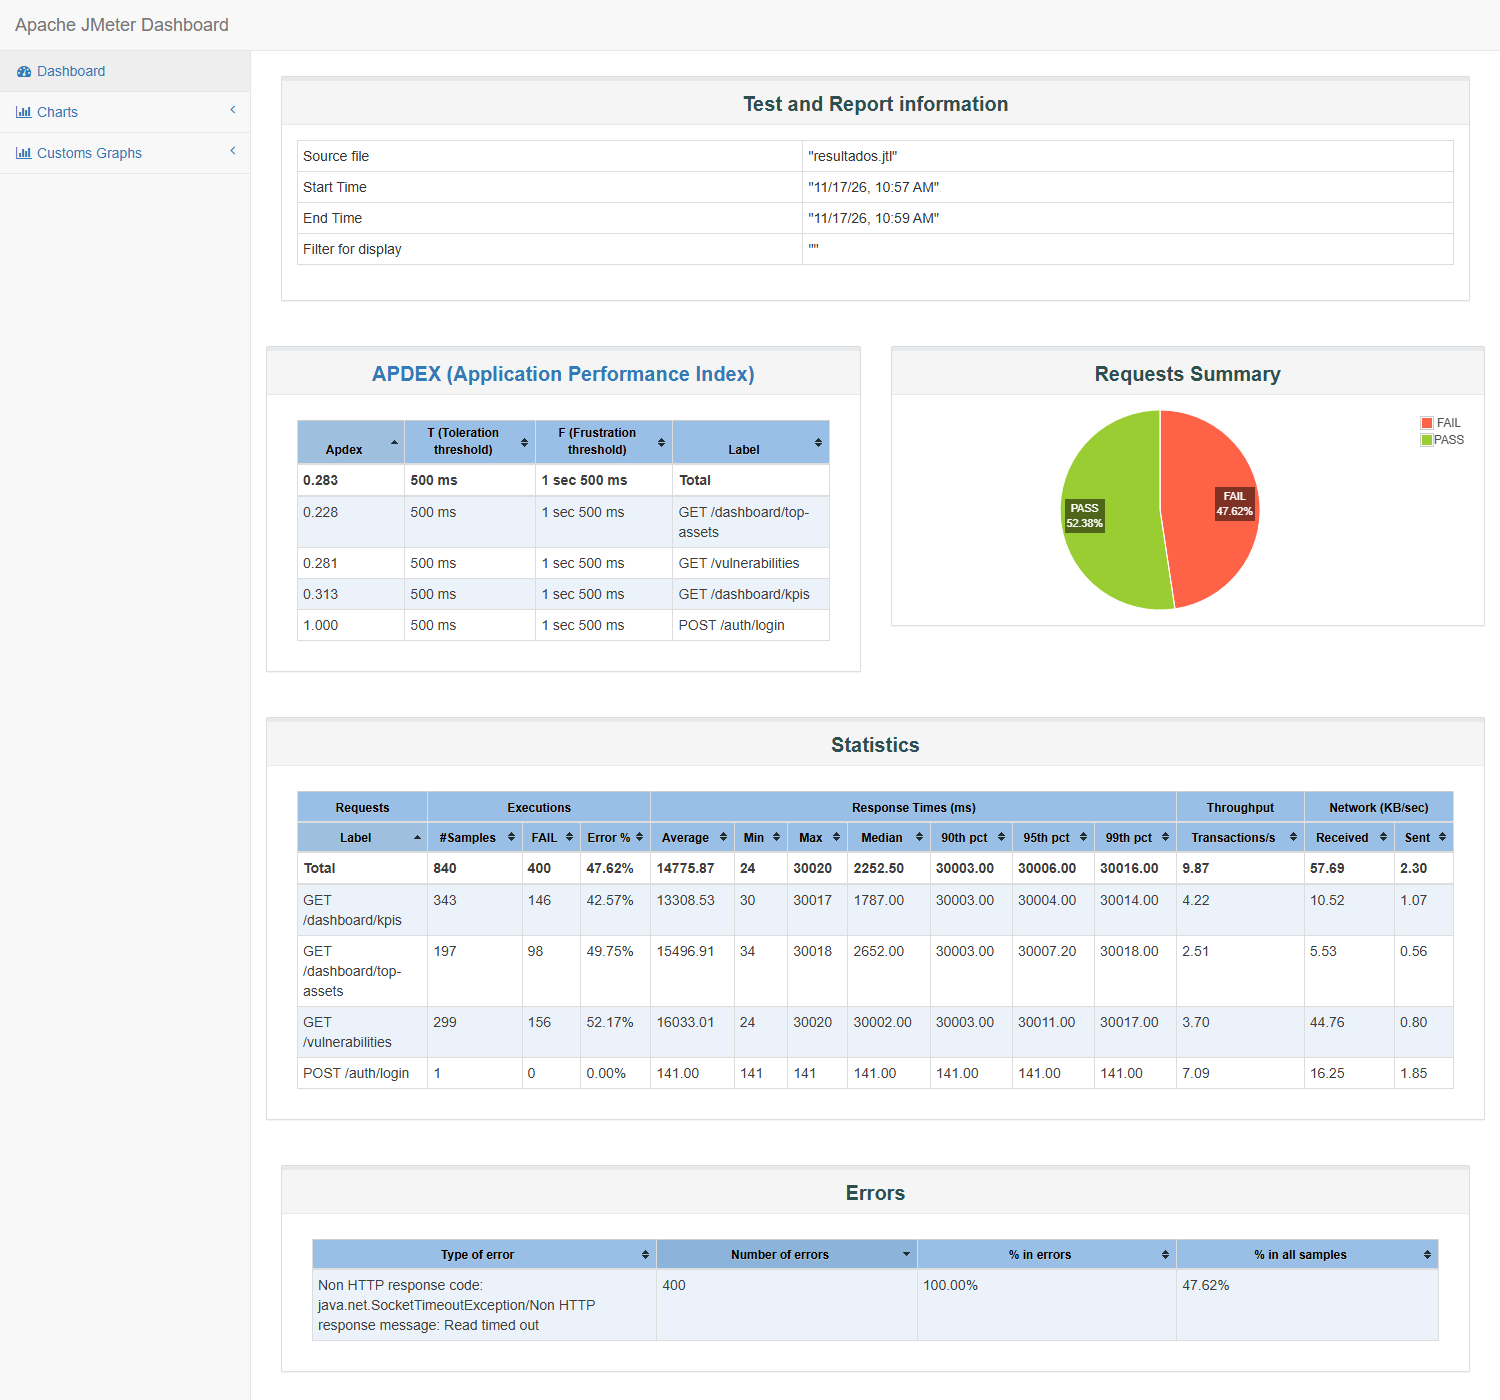 Apache JMeter Dashboard
Dashboard
Charts
Customs Graphs
Test and Report information
Source file "resultados.jtl"
Start Time "11/17/26, 10:57 AM"
End Time "11/17/26, 10:59 AM"
Filter for display ""
APDEX (Application Performance Index)
Apdex T (Toleration threshold) F (Frustration threshold) Label
0.283 500 ms 1 sec 500 ms Total
0.228 500 ms 1 sec 500 ms GET /dashboard/top-
assets
0.281 500 ms 1 sec 500 ms GET /vulnerabilities
0.313 500 ms 1 sec 500 ms GET /dashboard/kpis
1.000 500 ms 1 sec 500 ms POST /auth/login
Requests Summary
FAIL
PASS
FAIL
47.62%
PASS
52.38%
Statistics
Requests Executions Response Times (ms) Throughput Network (KB/sec)
Label #Samples FAIL Error % Average Min Max Median 90th pct 95th pct 99th pct Transactions/s Received Sent
Total 840 400 47.62% 14775.87 24 30020 2252.50 30003.00 30006.00 30016.00 9.87 57.69 2.30
GET 343 146 42.57% 13308.53 30 30017 1787.00 30003.00 30004.00 30014.00 4.22 10.52 1.07
/dashboard/kpis
GET 197 98 49.75% 15496.91 34 30018 2652.00 30003.00 30007.20 30018.00 2.51 5.53 0.56
/dashboard/top-
assets
GET 299 156 52.17% 16033.01 24 30020 30002.00 30003.00 30011.00 30017.00 3.70 44.76 0.80
/vulnerabilities
POST /auth/login 1 0 0.00% 141.00 141 141 141.00 141.00 141.00 141.00 7.09 16.25 1.85
Errors
Type of error Number of errors % in errors % in all samples
Non HTTP response code: 400 100.00% 47.62%
java.net.SocketTimeoutException/Non HTTP
response message: Read timed out